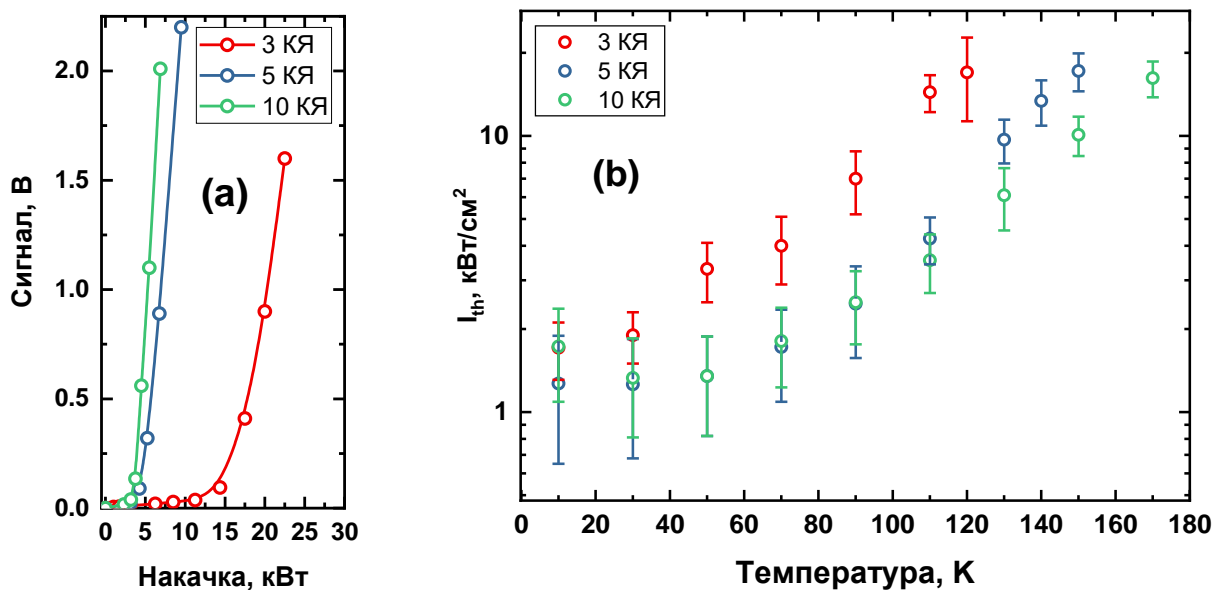 (a)
3 КЯ
5 КЯ
10 КЯ
Сигнал, В
2.0
1.5
1.0
0.5
0.0
0 5 10 15 20 25 30
Накачка, кВт
(b)
3 КЯ
5 КЯ
10 КЯ
I_th, кВт/см²
10
1
0 20 40 60 80 100 120 140 160 180
Температура, K